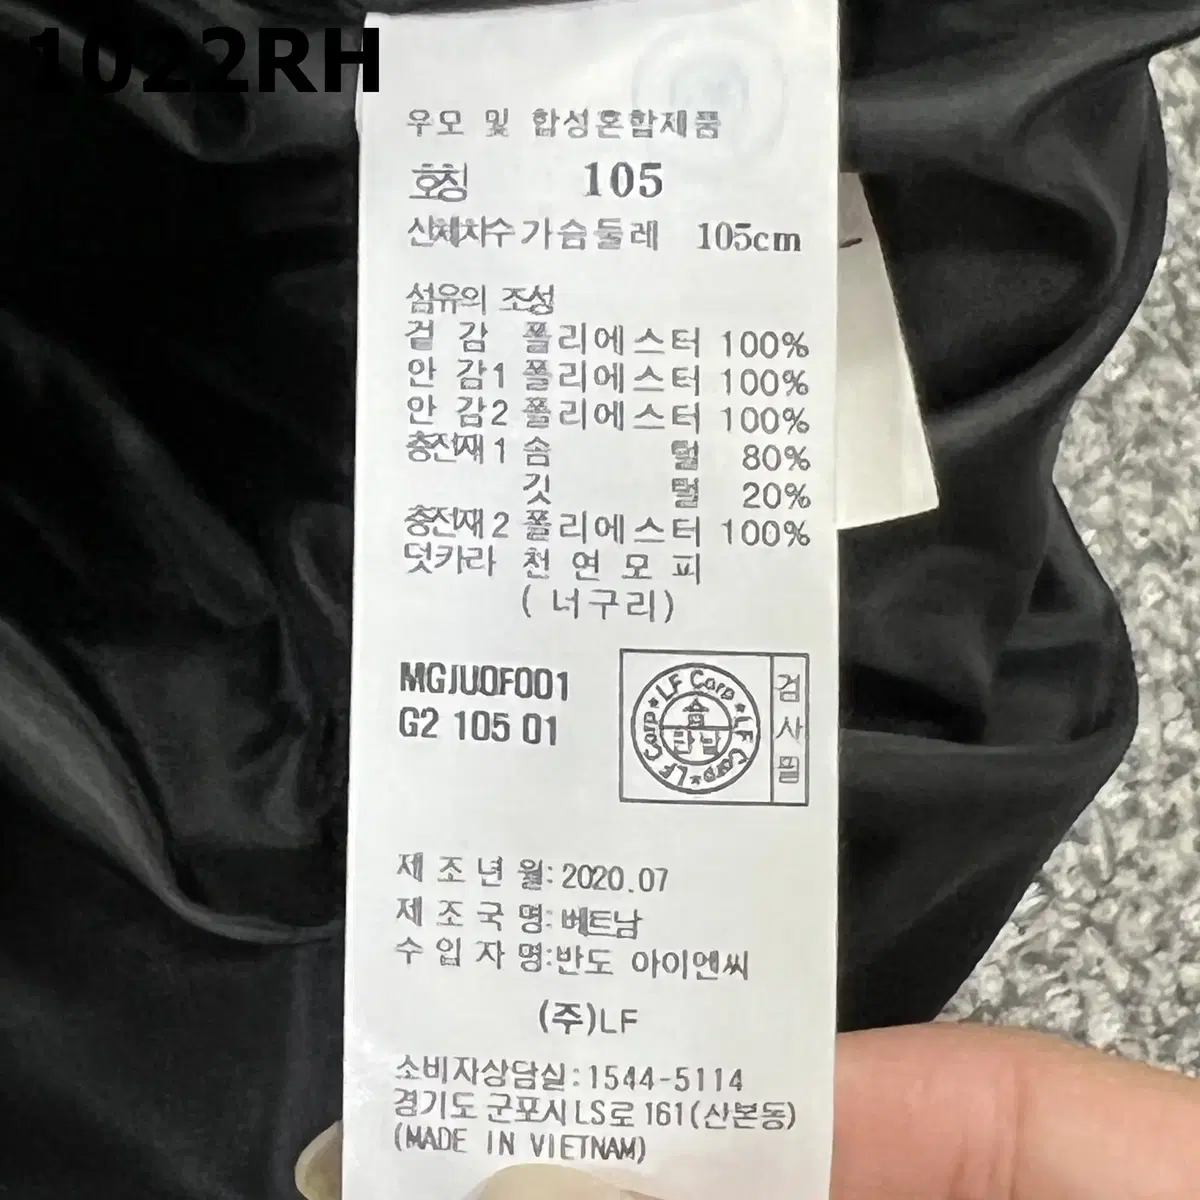 1022RH
우모 및 합성혼합제품
호칭 105
신체치수 가슴둘레 105cm
섬유의 조성
겉 감 폴리에스터 100%
안 감1 폴리에스터 100%
안 감2 폴리에스터 100%
충전재1 솜 털 80%
깃 털 20%
충전재2 폴리에스터 100%
덧카라 천 연 모 피
( 너구리)
MGJU0F001
G2 105 01
LF Corp★LF Corp★LF Corp★
숨
검사필
제 조 년 월: 2020.07
제 조 국 명: 베트남
수 입 자 명:반도 아이엔씨
(주)LF
소비자상담실:1544-5114
경기도 군포시 LS로 161(산본동)
(MADE IN VIETNAM)